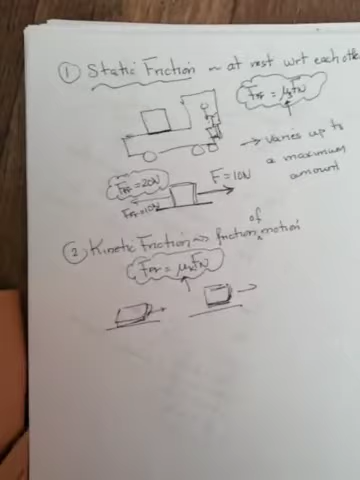 ① Static Friction ~ at rest wrt each othe
Ffr = μsFN
→ Varies up to
a maximum
amount
Ffr = 20N
F = 10N
Ffr = 10N
② Kinetic Friction ~> friction of motion
Ffr = μkFN